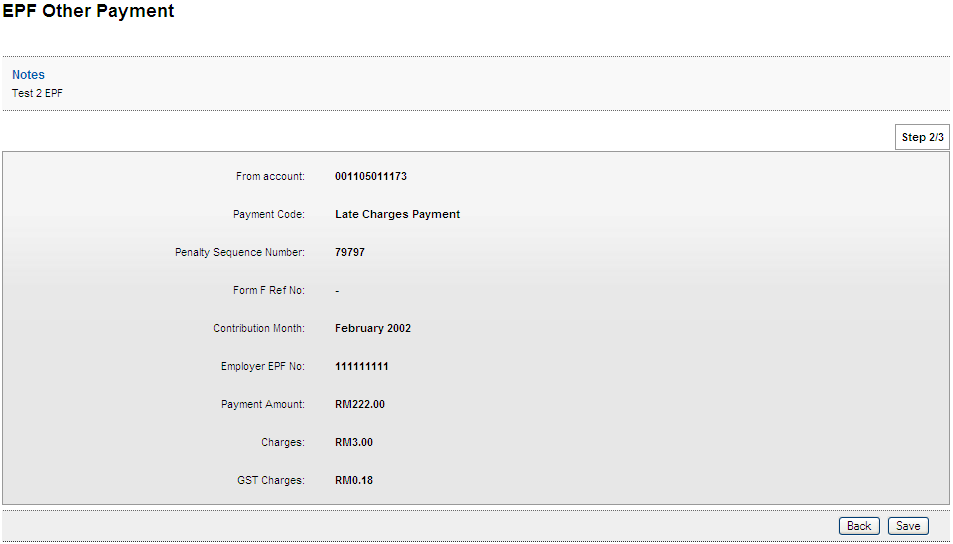 EPF Other Payment
Notes
Test 2 EPF
Step 2/3
From account: 001105011173
Payment Code: Late Charges Payment
Penalty Sequence Number: 79797
Form F Ref No: -
Contribution Month: February 2002
Employer EPF No: 111111111
Payment Amount: RM222.00
Charges: RM3.00
GST Charges: RM0.18
Back Save